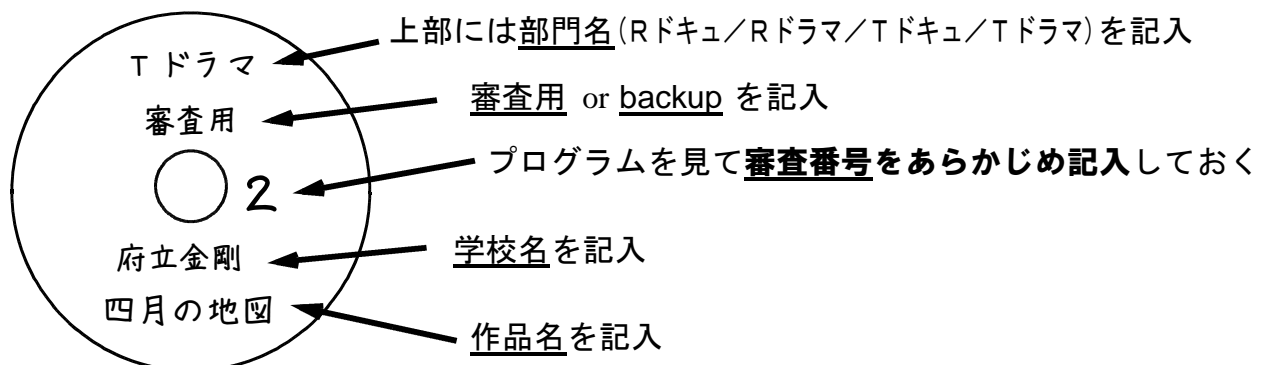 上部には部門名(Rドキュ/Rドラマ/Tドキュ/Tドラマ)を記入
Tドラマ
審査用 or backup を記入
審査用
プログラムを見て審査番号をあらかじめ記入しておく
2
学校名を記入
府立金剛
四月の地図
作品名を記入